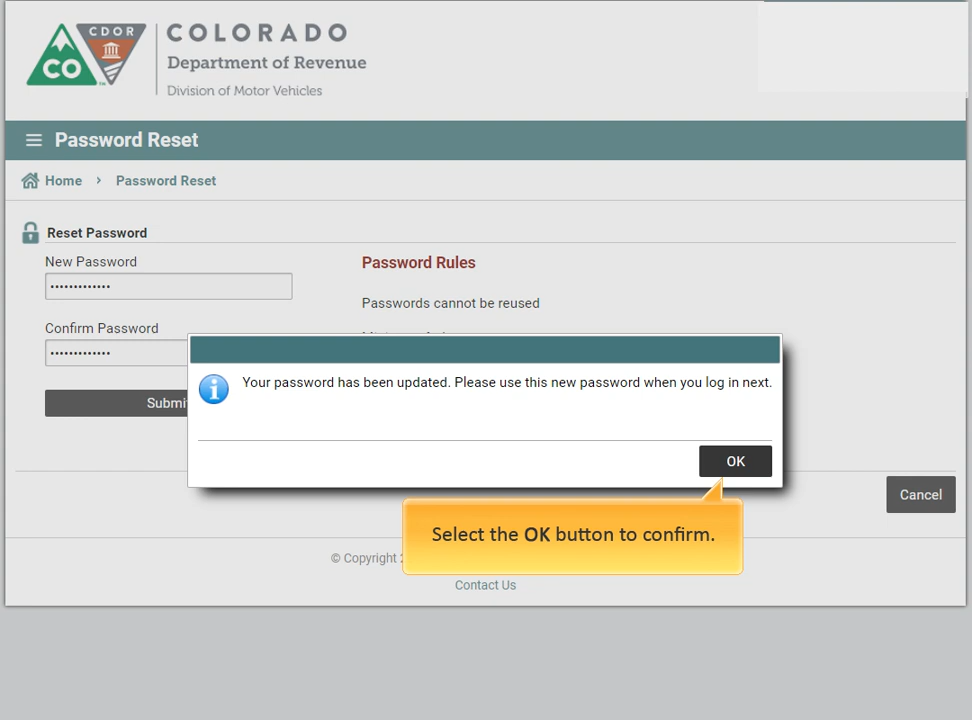 CDOR
CO
COLORADO
Department of Revenue
Division of Motor Vehicles
Password Reset
Home › Password Reset
Reset Password
New Password
•••••••••••••
Password Rules
Passwords cannot be reused
Confirm Password
•••••••••••••
Your password has been updated. Please use this new password when you log in next.
OK
Cancel
Select the OK button to confirm.
© Copyright
Contact Us